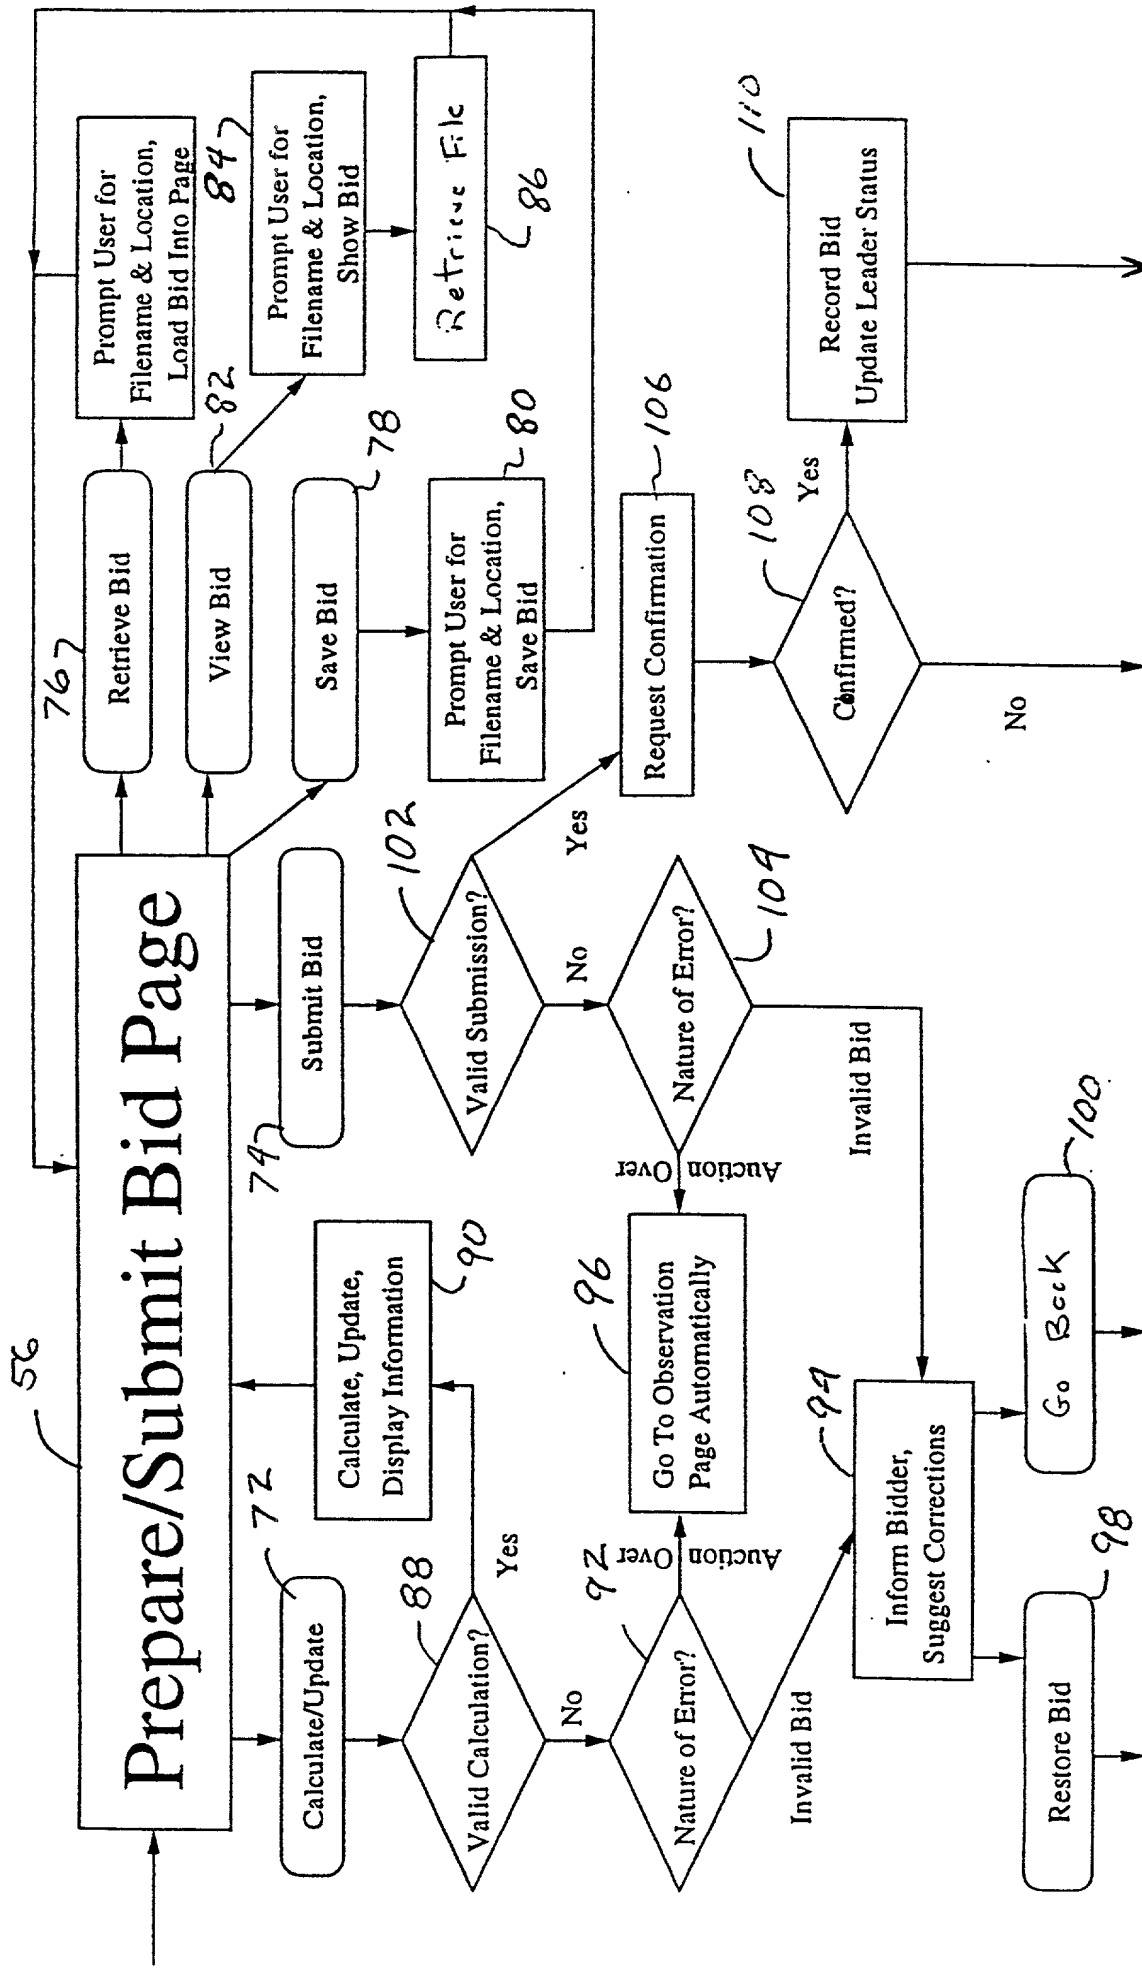 56
Prepare/Submit Bid Page
72
Calculate/Update
88
Valid Calculation?
Yes
90
Calculate, Update,
Display Information
No
92
Nature of Error?
Auction
Over
96
Go To Observation
Page Automatically
Invalid Bid
94
Inform Bidder,
Suggest Corrections
98
Restore Bid
100
Go Back
74
Submit Bid
102
Valid Submission?
Yes
No
104
Nature of Error?
Auction
Over
Invalid Bid
76
Retrieve Bid
Prompt User for
Filename & Location,
Load Bid Into Page
82
View Bid
84
Prompt User for
Filename & Location,
Show Bid
86
Retrieve File
78
Save Bid
80
Prompt User for
Filename & Location,
Save Bid
106
Request Confirmation
108
Confirmed?
Yes
No
110
Record Bid
Update Leader Status